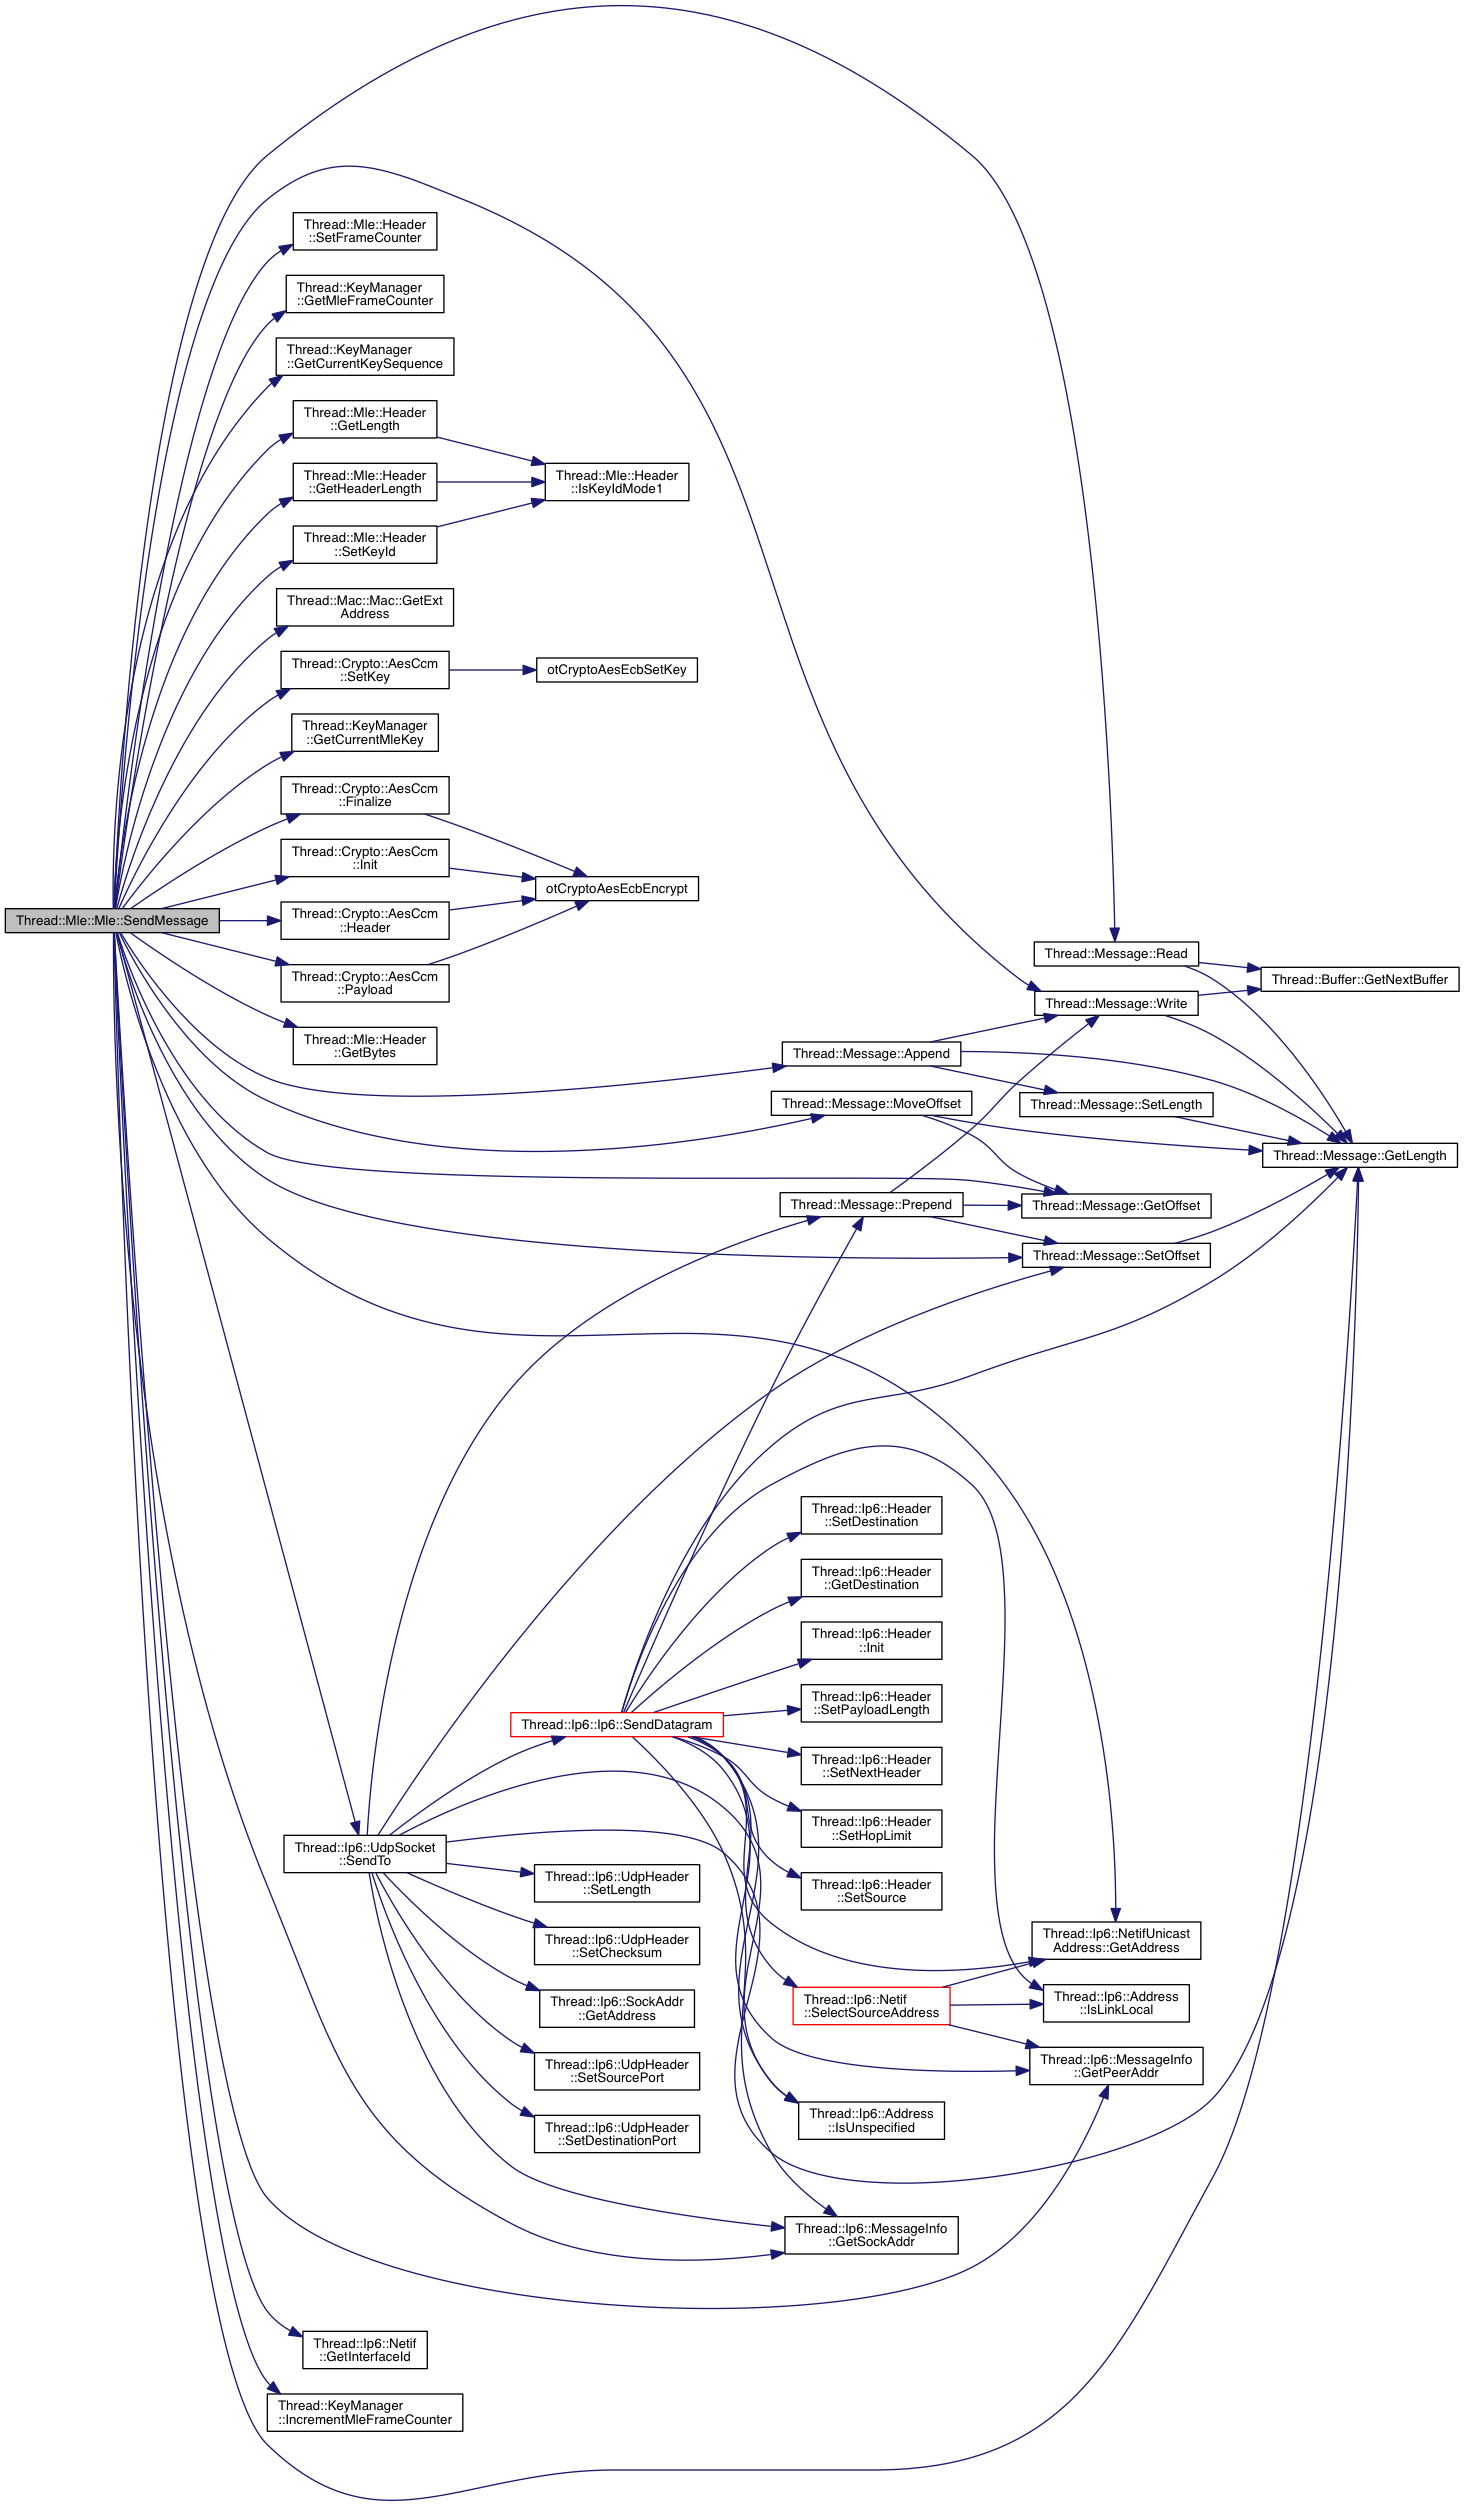 Thread::Mle::Header
::SetFrameCounter
Thread::KeyManager
::GetMleFrameCounter
Thread::KeyManager
::GetCurrentKeySequence
Thread::Mle::Header
::GetLength
Thread::Mle::Header
::GetHeaderLength
Thread::Mle::Header
::IsKeyIdMode1
Thread::Mle::Header
::SetKeyId
Thread::Mac::Mac::GetExt
Address
Thread::Crypto::AesCcm
::SetKey
otCryptoAesEcbSetKey
Thread::KeyManager
::GetCurrentMleKey
Thread::Crypto::AesCcm
::Finalize
Thread::Crypto::AesCcm
::Init
otCryptoAesEcbEncrypt
Thread::Mle::Mle::SendMessage
Thread::Crypto::AesCcm
::Header
Thread::Crypto::AesCcm
::Payload
Thread::Message::Read
Thread::Buffer::GetNextBuffer
Thread::Message::Write
Thread::Mle::Header
::GetBytes
Thread::Message::Append
Thread::Message::MoveOffset
Thread::Message::SetLength
Thread::Message::GetLength
Thread::Message::Prepend
Thread::Message::GetOffset
Thread::Message::SetOffset
Thread::Ip6::Header
::SetDestination
Thread::Ip6::Header
::GetDestination
Thread::Ip6::Header
::Init
Thread::Ip6::Header
::SetPayloadLength
Thread::Ip6::Ip6::SendDatagram
Thread::Ip6::Header
::SetNextHeader
Thread::Ip6::Header
::SetHopLimit
Thread::Ip6::UdpSocket
::SendTo
Thread::Ip6::UdpHeader
::SetLength
Thread::Ip6::Header
::SetSource
Thread::Ip6::UdpHeader
::SetChecksum
Thread::Ip6::NetifUnicast
Address::GetAddress
Thread::Ip6::SockAddr
::GetAddress
Thread::Ip6::Netif
::SelectSourceAddress
Thread::Ip6::Address
::IsLinkLocal
Thread::Ip6::UdpHeader
::SetSourcePort
Thread::Ip6::MessageInfo
::GetPeerAddr
Thread::Ip6::UdpHeader
::SetDestinationPort
Thread::Ip6::Address
::IsUnspecified
Thread::Ip6::MessageInfo
::GetSockAddr
Thread::Ip6::Netif
::GetInterfaceId
Thread::KeyManager
::IncrementMleFrameCounter